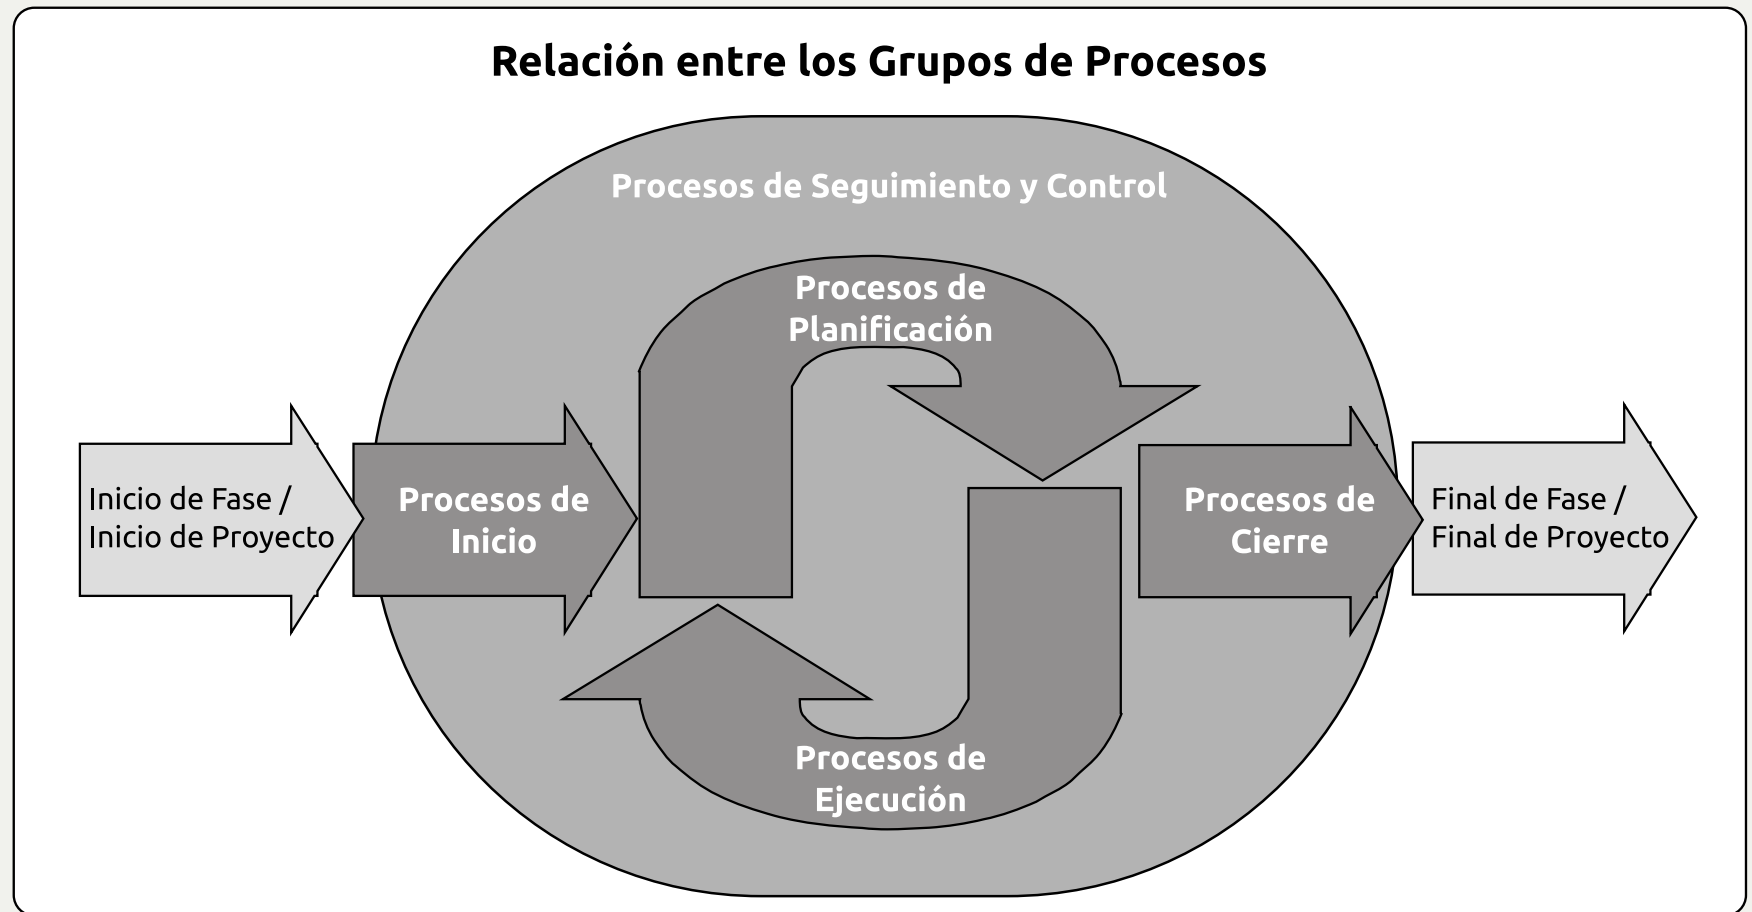 Relación entre los Grupos de Procesos
Procesos de Seguimiento y Control
Procesos de
Planificación
Inicio de Fase /
Inicio de Proyecto
Procesos de
Inicio
Procesos de
Cierre
Final de Fase /
Final de Proyecto
Procesos de
Ejecución